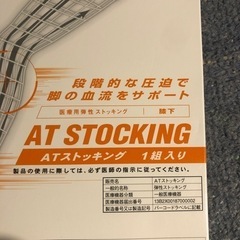 段階的な圧迫で
脚の血流をサポート
医療用弾性ストッキング 膝下
AT STOCKING
ATストッキング 1組入り
製品の使用に際しては、必ず医師の指示に従ってください。
販売名 ATストッキング
一般的名称 弾性ストッキング
医療機器分類 一般医療機器
医療機器届出番号 13B2X00187000002
製造番号又は製造記号 バーコードラベルに記載